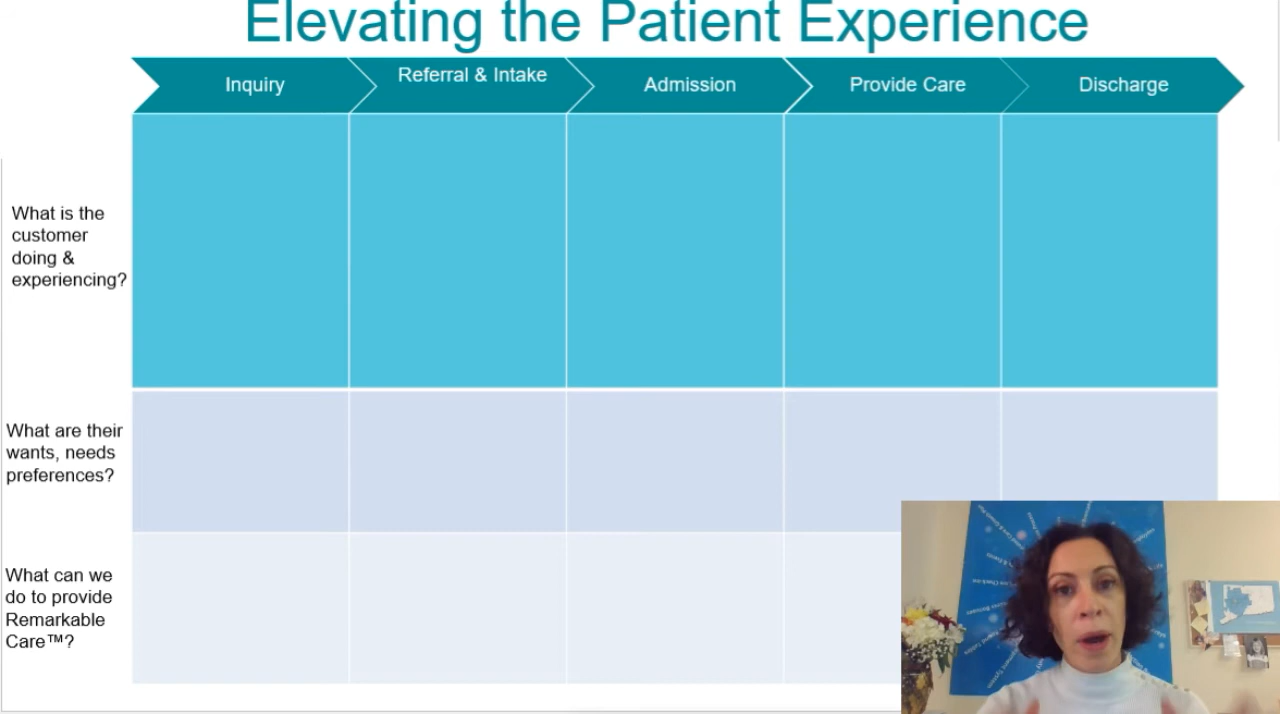 Elevating the Patient Experience
Inquiry
Referral & Intake
Admission
Provide Care
Discharge
What is the
customer
doing &
experiencing?
What are their
wants, needs
preferences?
What can we
do to provide
Remarkable
Care™?